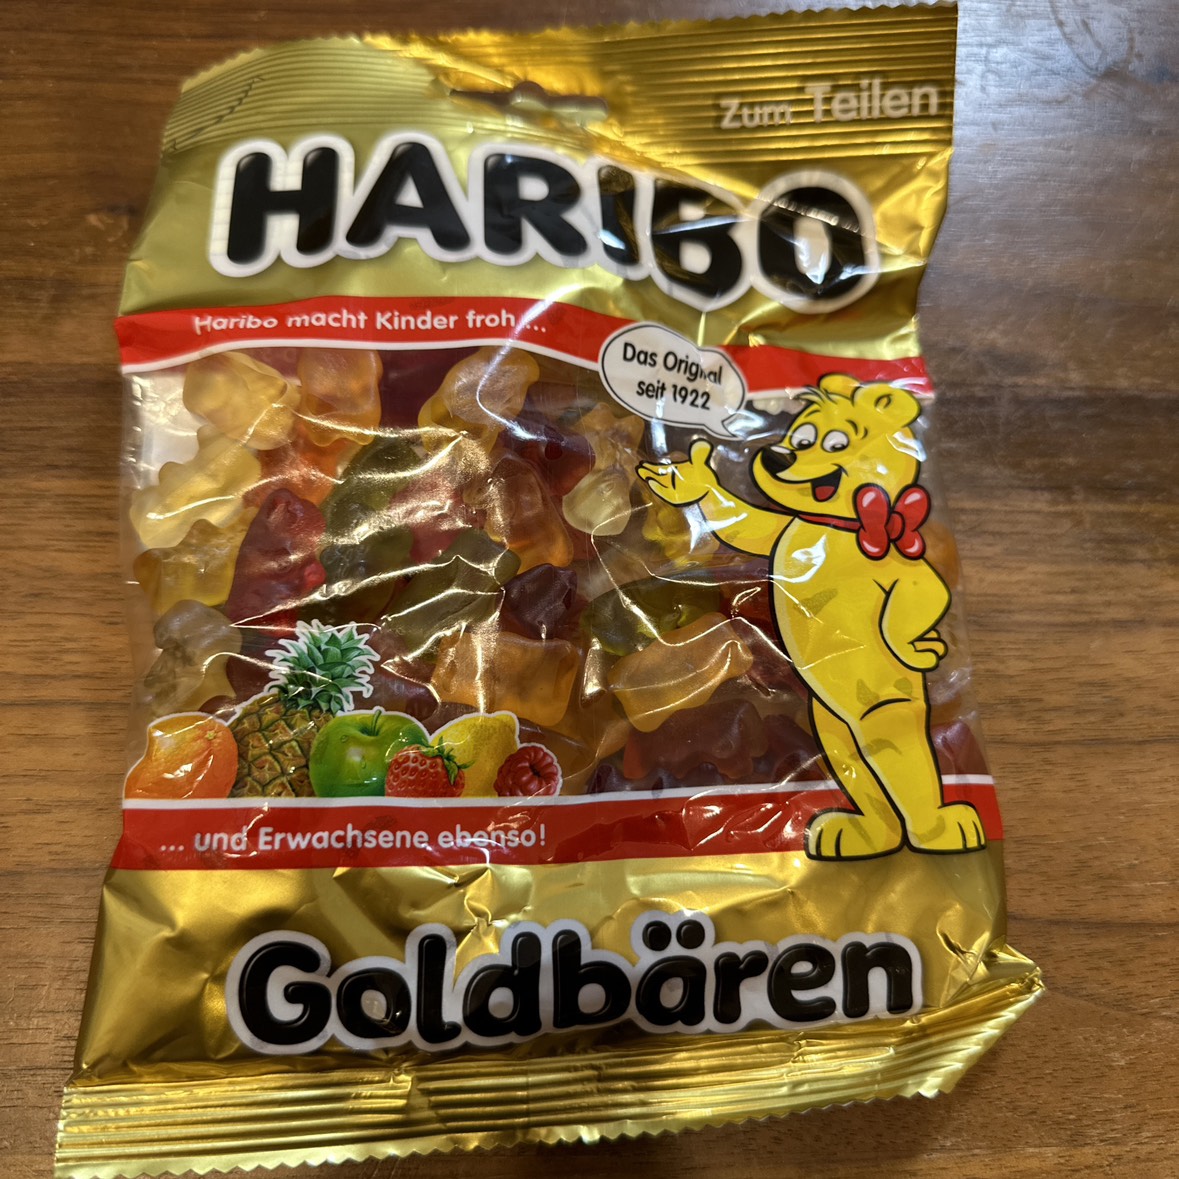 Zum Teilen
HARIBO
Haribo macht Kinder froh ...
Das Original
seit 1922
... und Erwachsene ebenso!
Goldbären